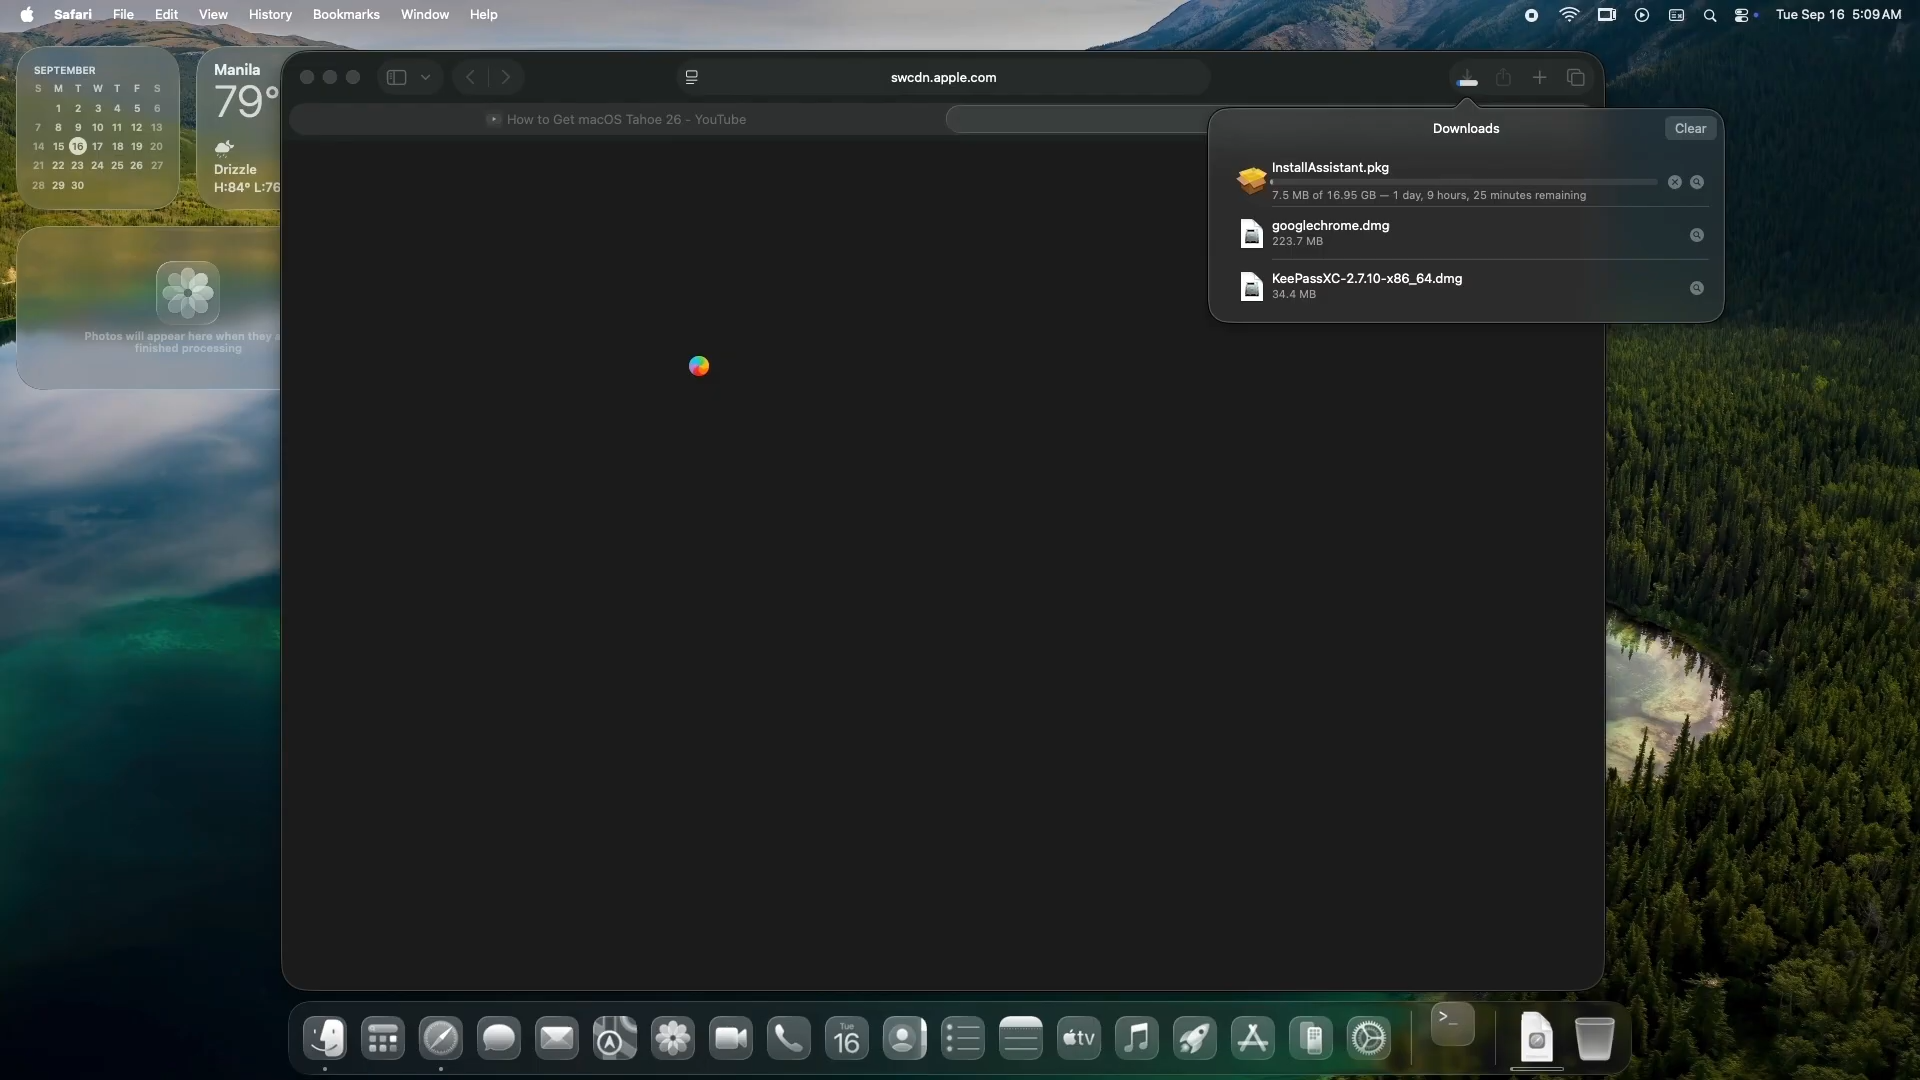 Safari File Edit View History Bookmarks Window Help
Tue Sep 16 5:09 AM
SEPTEMBER
S M T W T F S
1 2 3 4 5 6
7 8 9 10 11 12 13
14 15 16 17 18 19 20
21 22 23 24 25 26 27
28 29 30
Manila
79°
Drizzle
H:84° L:76
Photos will appear here when they a
finished processing
swcdn.apple.com
How to Get macOS Tahoe 26 - YouTube
Downloads
Clear
InstallAssistant.pkg
7.5 MB of 16.95 GB — 1 day, 9 hours, 25 minutes remaining
googlechrome.dmg
223.7 MB
KeePassXC-2.7.10-x86_64.dmg
34.4 MB
Tue
16
tv
>_